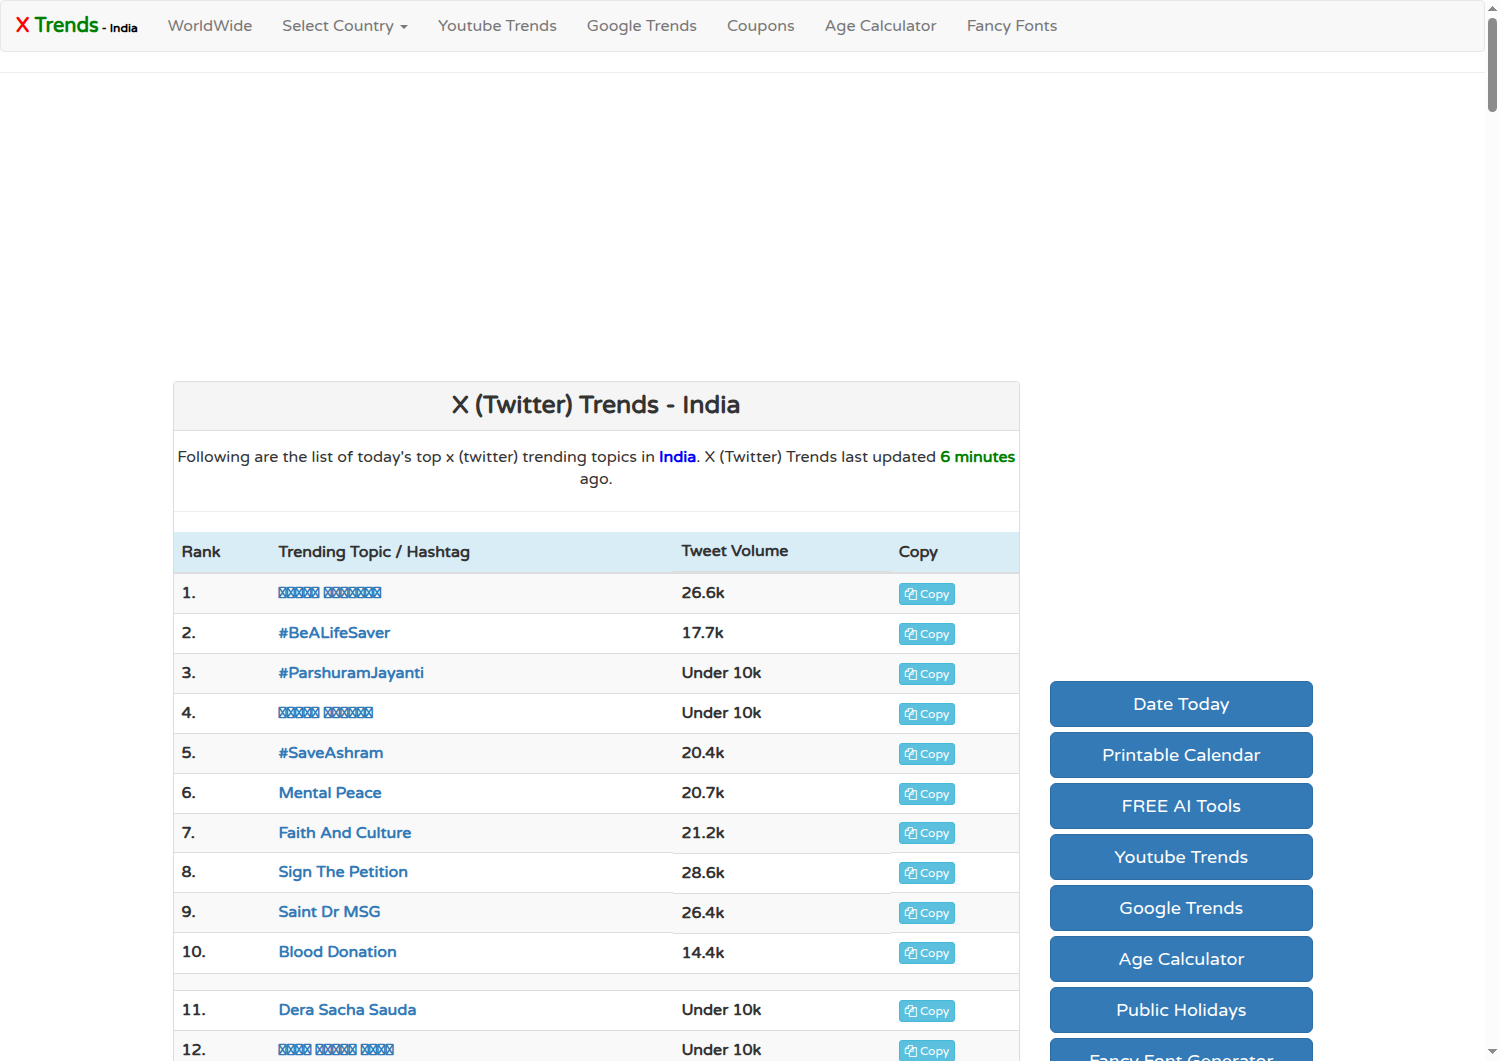 X Trends - India WorldWide Select Country Youtube Trends Google Trends Coupons Age Calculator Fancy Fonts
X (Twitter) Trends - India
Following are the list of today's top x (twitter) trending topics in India. X (Twitter) Trends last updated 6 minutes
ago.
Rank Trending Topic / Hashtag Tweet Volume Copy
1. 26.6k Copy
2. #BeALifeSaver 17.7k Copy
3. #ParshuramJayanti Under 10k Copy
4. Under 10k Copy
5. #SaveAshram 20.4k Copy
6. Mental Peace 20.7k Copy
7. Faith And Culture 21.2k Copy
8. Sign The Petition 28.6k Copy
9. Saint Dr MSG 26.4k Copy
10. Blood Donation 14.4k Copy
11. Dera Sacha Sauda Under 10k Copy
12. Under 10k Copy
Date Today
Printable Calendar
FREE AI Tools
Youtube Trends
Google Trends
Age Calculator
Public Holidays
Fancy Font Generator